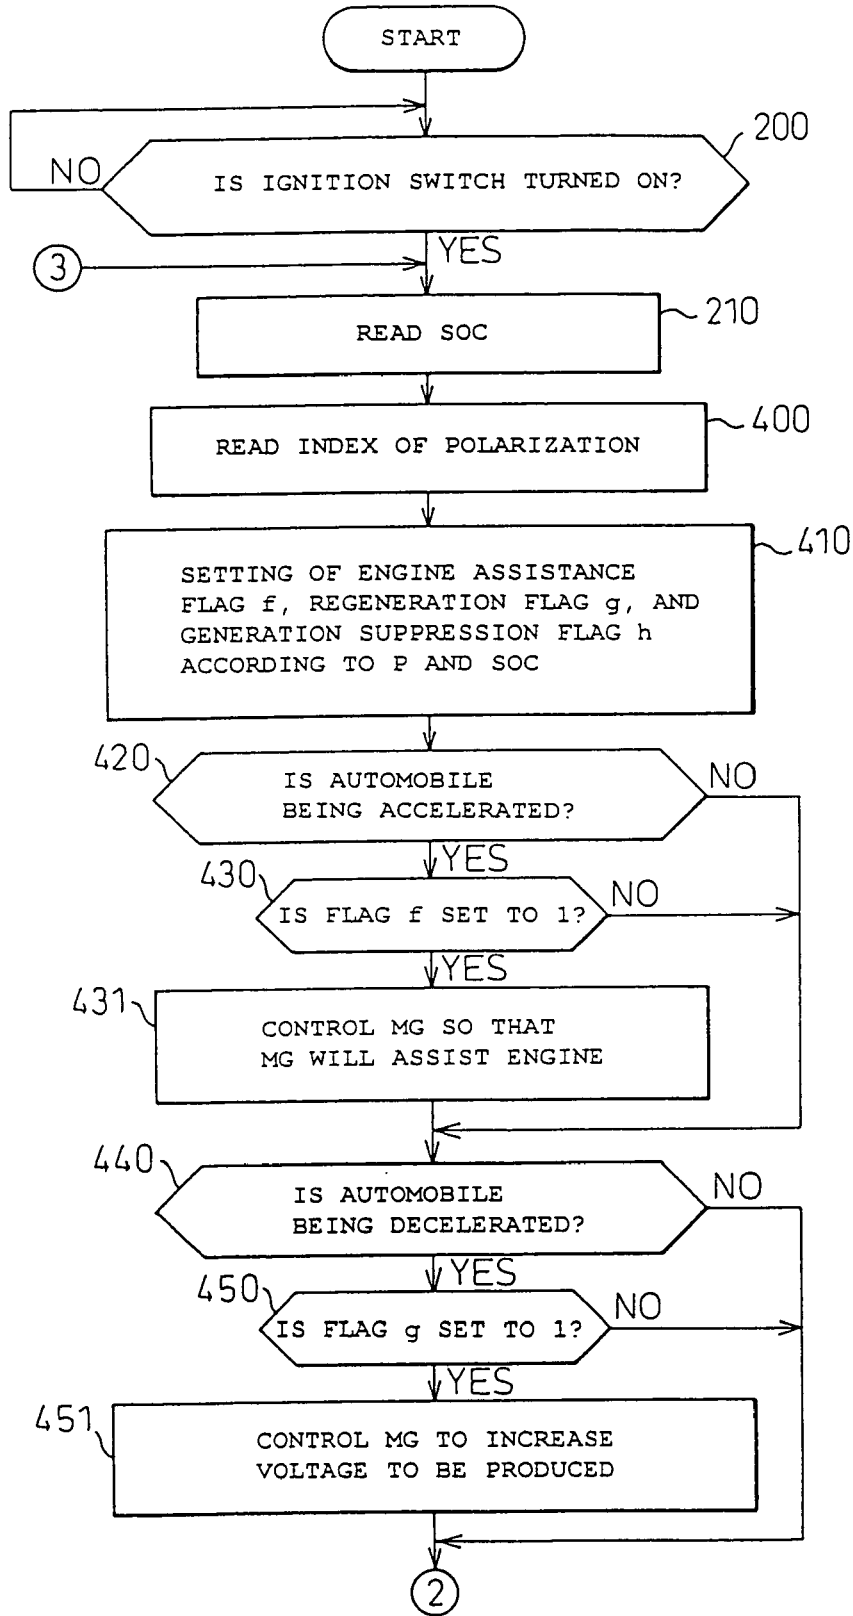 START
200
NO
IS IGNITION SWITCH TURNED ON?
YES
3
210
READ SOC
400
READ INDEX OF POLARIZATION
410
SETTING OF ENGINE ASSISTANCE
FLAG f, REGENERATION FLAG g, AND
GENERATION SUPPRESSION FLAG h
ACCORDING TO P AND SOC
420
IS AUTOMOBILE
BEING ACCELERATED?
NO
YES
430
IS FLAG f SET TO 1?
NO
YES
431
CONTROL MG SO THAT
MG WILL ASSIST ENGINE
440
IS AUTOMOBILE
BEING DECELERATED?
NO
YES
450
IS FLAG g SET TO 1?
NO
YES
451
CONTROL MG TO INCREASE
VOLTAGE TO BE PRODUCED
2